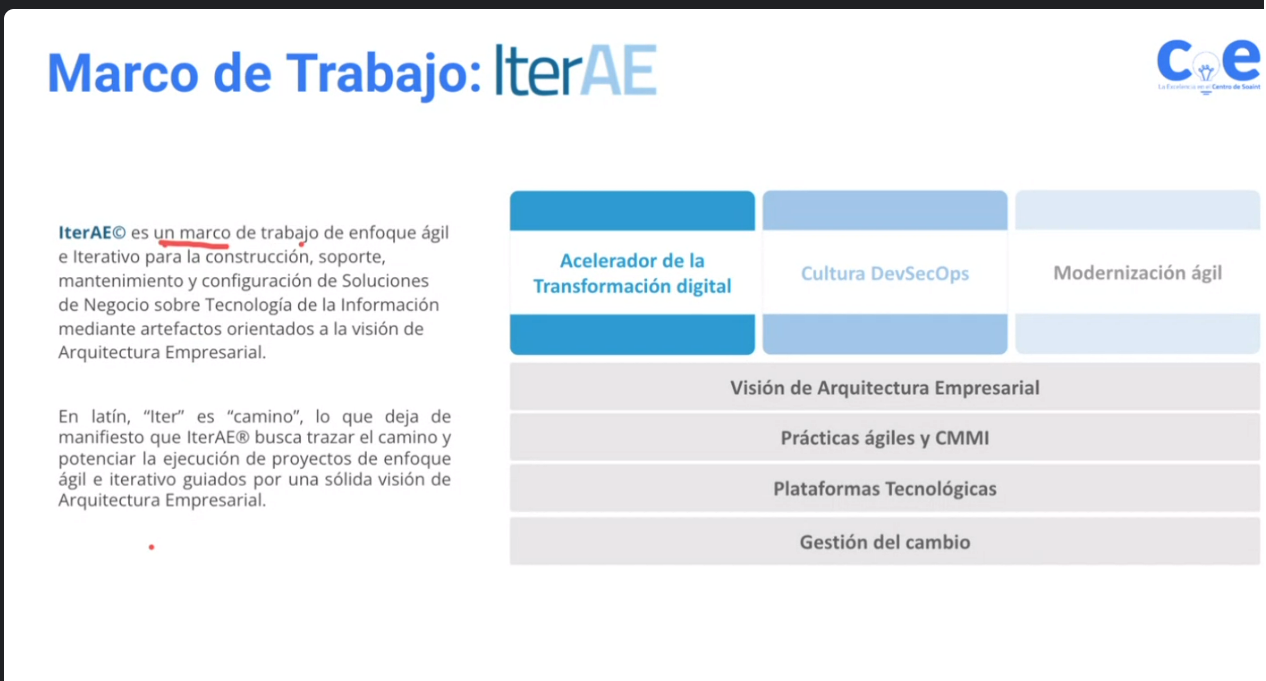 Marco de Trabajo: IterAE
coe
La Excelencia en el Centro de Soaint
IterAE© es un marco de trabajo de enfoque ágil
e Iterativo para la construcción, soporte,
mantenimiento y configuración de Soluciones
de Negocio sobre Tecnología de la Información
mediante artefactos orientados a la visión de
Arquitectura Empresarial.
En latín, “Iter” es “camino”, lo que deja de
manifiesto que IterAE® busca trazar el camino y
potenciar la ejecución de proyectos de enfoque
ágil e iterativo guiados por una sólida visión de
Arquitectura Empresarial.
Acelerador de la
Transformación digital
Cultura DevSecOps
Modernización ágil
Visión de Arquitectura Empresarial
Prácticas ágiles y CMMI
Plataformas Tecnológicas
Gestión del cambio